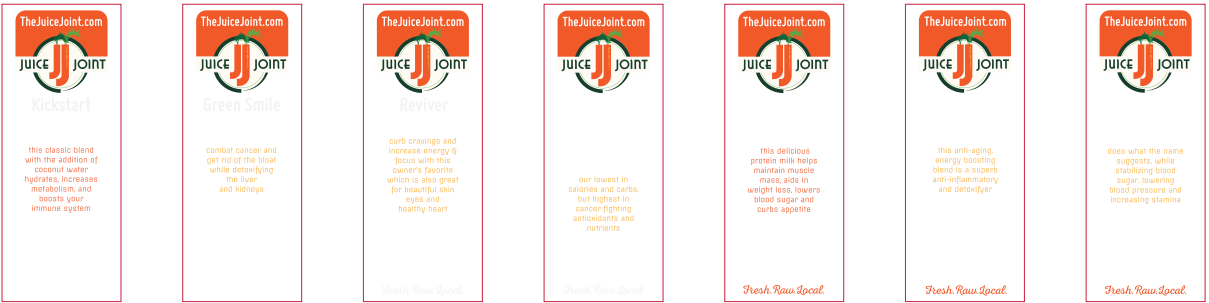 TheJuiceJoint.com
JUICE JJ JOINT
Kickstart
this classic blend
with the addition of
coconut water
hydrates, increases
metabolism, and
boosts your
immune system
TheJuiceJoint.com
JUICE JJ JOINT
Green Smile
combat cancer and
get rid of the bloat
while detoxifying
the liver
and kidneys
TheJuiceJoint.com
JUICE JJ JOINT
Reviver
curb cravings and
increase energy &
focus with this
owner's favorite
which is also great
for beautiful skin
eyes and
healthy heart
Fresh.Raw.Local.
TheJuiceJoint.com
JUICE JJ JOINT
our lowest in
calories and carbs,
but highest in
cancer fighting,
antioxidants and
nutrients
Fresh.Raw.Local.
TheJuiceJoint.com
JUICE JJ JOINT
this delicious
protein milk helps
maintain muscle
mass, aids in
weight loss, lowers
blood sugar and
curbs appetite
Fresh.Raw.Local.
TheJuiceJoint.com
JUICE JJ JOINT
this anti-aging,
energy boosting
blend is a superb
anti-inflammatory
and detoxifyer
Fresh.Raw.Local.
TheJuiceJoint.com
JUICE JJ JOINT
does what the name
suggests, while
stabilizing blood
sugar, lowering
blood pressure and
increasing stamina
Fresh.Raw.Local.